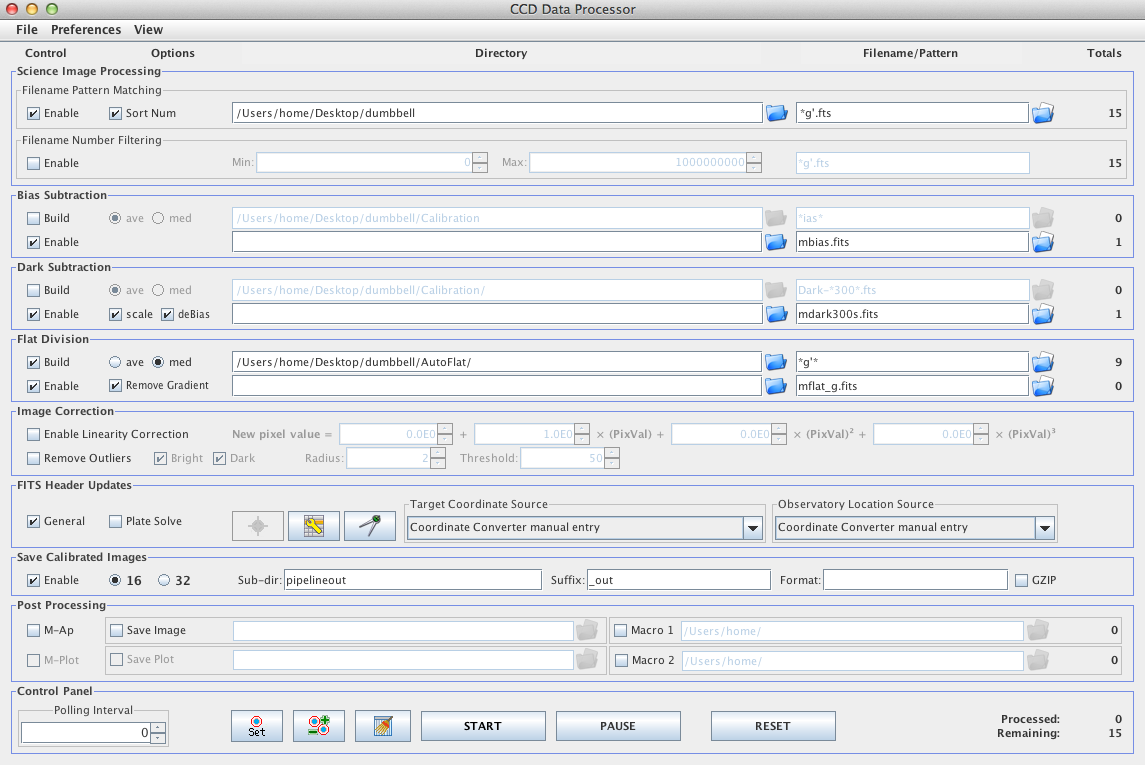 CCD Data Processor
File Preferences View
Control Options Directory Filename/Pattern Totals
Science Image Processing
Filename Pattern Matching
Enable Sort Num /Users/home/Desktop/dumbbell *g'.fts 15
Filename Number Filtering
Enable Min: 0 Max: 1000000000 *g'.fts 15
Bias Subtraction
Build ave med /Users/home/Desktop/dumbbell/Calibration *ias* 0
Enable mbias.fits 1
Dark Subtraction
Build ave med /Users/home/Desktop/dumbbell/Calibration/ Dark-*300*.fts 0
Enable scale deBias mdark300s.fits 1
Flat Division
Build ave med /Users/home/Desktop/dumbbell/AutoFlat/ *g'* 9
Enable Remove Gradient mflat_g.fits 0
Image Correction
Enable Linearity Correction New pixel value = 0.0E0 + 1.0E0 × (PixVal) + 0.0E0 × (PixVal)² + 0.0E0 × (PixVal)³
Remove Outliers Bright Dark Radius: 2 Threshold: 50
FITS Header Updates
Target Coordinate Source Observatory Location Source
General Plate Solve Coordinate Converter manual entry Coordinate Converter manual entry
Save Calibrated Images
Enable 16 32 Sub-dir: pipelineout Suffix: _out Format: GZIP
Post Processing
M-Ap Save Image Macro 1 /Users/home/ 0
M-Plot Save Plot Macro 2 /Users/home/ 0
Control Panel
Polling Interval
0 Set START PAUSE RESET Processed: 0
Remaining: 15